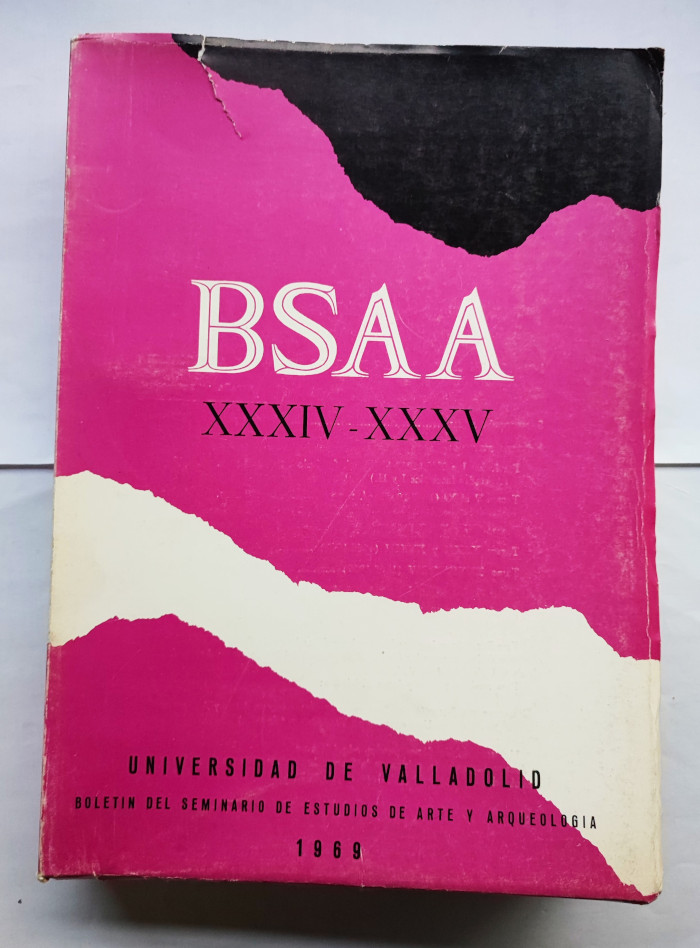 BSAA
XXXIV-XXXV
UNIVERSIDAD DE VALLADOLID
BOLETIN DEL SEMINARIO DE ESTUDIOS DE ARTE Y ARQUEOLOGIA
1969